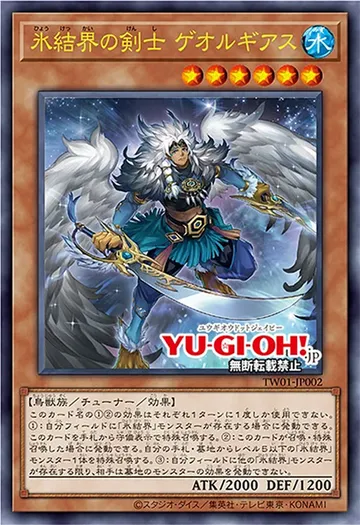 ひょう けっ かい けん し
氷結界の剣士 ゲオルギアス
水
ユウギオウドットジェイピー
YU-GI-OH!.jp
無断転載禁止
TW01-JP002
【鳥獣族/チューナー/効果】
このカード名の①②の効果はそれぞれ1ターンに1度しか使用できない。
①:自分フィールドに「氷結界」モンスターが存在する場合に発動できる。
このカードを手札から守備表示で特殊召喚する。②:このカードが召喚・特殊
召喚した場合に発動できる。自分の手札・墓地からレベル5以下の「氷結界」
モンスター1体を特殊召喚する。③:自分フィールドに他の「氷結界」モンスター
が存在する限り、相手は墓地のモンスターの効果を発動できない。
ATK/2000 DEF/1200
©スタジオ・ダイス/集英社・テレビ東京・KONAMI